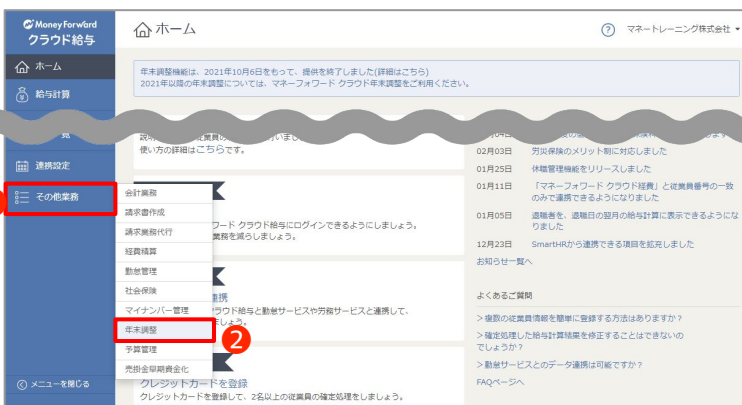 Money Forward
クラウド給与
ホーム
? マネートレーニング株式会社
ホーム
給与計算
年末調整機能は、2021年10月6日をもって、提供を終了しました(詳細はこちら)
2021年以降の年末調整については、マネーフォワード クラウド年末調整をご利用ください。
使い方の詳細はこちらです。
連携設定
その他業務
会計業務
請求書作成
請求業務代行
経費精算
勤怠管理
社会保険
マイナンバー管理
年末調整
予算管理
売掛金早期資金化
2
ワード クラウド給与にログインできるようにしましょう。
業務を減らしましょう。
連携
クラウド給与と勤怠サービスや労務サービスと連携して、
ましょう。
クレジットカードを登録
クレジットカードを登録して、2名以上の従業員の確定処理をしましょう。
02月03日 労災保険のメリット制に対応しました
01月25日 休職管理機能をリリースしました
01月11日 「マネーフォワード クラウド経費」と従業員番号の一致
のみで連携できるようになりました
01月05日 退職者を、退職日の翌月の給与計算に表示できるようにな
りました
12月23日 SmartHRから連携できる項目を拡充しました
お知らせ一覧へ
よくあるご質問
>複数の従業員情報を簡単に登録する方法はありますか?
>確定処理した給与計算結果を修正することはできないの
でしょうか?
>勤怠サービスとのデータ連携は可能ですか?
FAQページへ
メニューを閉じる